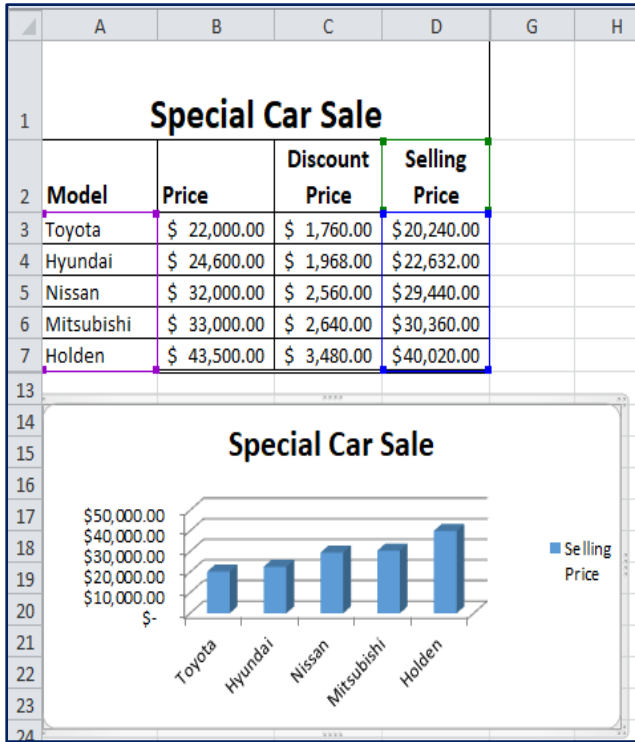 A B C D G H
1 Special Car Sale
Discount Selling
2 Model Price Price Price
3 Toyota $ 22,000.00 $ 1,760.00 $20,240.00
4 Hyundai $ 24,600.00 $ 1,968.00 $22,632.00
5 Nissan $ 32,000.00 $ 2,560.00 $29,440.00
6 Mitsubishi $ 33,000.00 $ 2,640.00 $30,360.00
7 Holden $ 43,500.00 $ 3,480.00 $40,020.00
13
14
15 Special Car Sale
16
17 $50,000.00
$40,000.00
18 $30,000.00 Selling
19 $20,000.00 Price
$10,000.00
20 $-
21
22 Toyota Hyundai Nissan Mitsubishi Holden
23
24